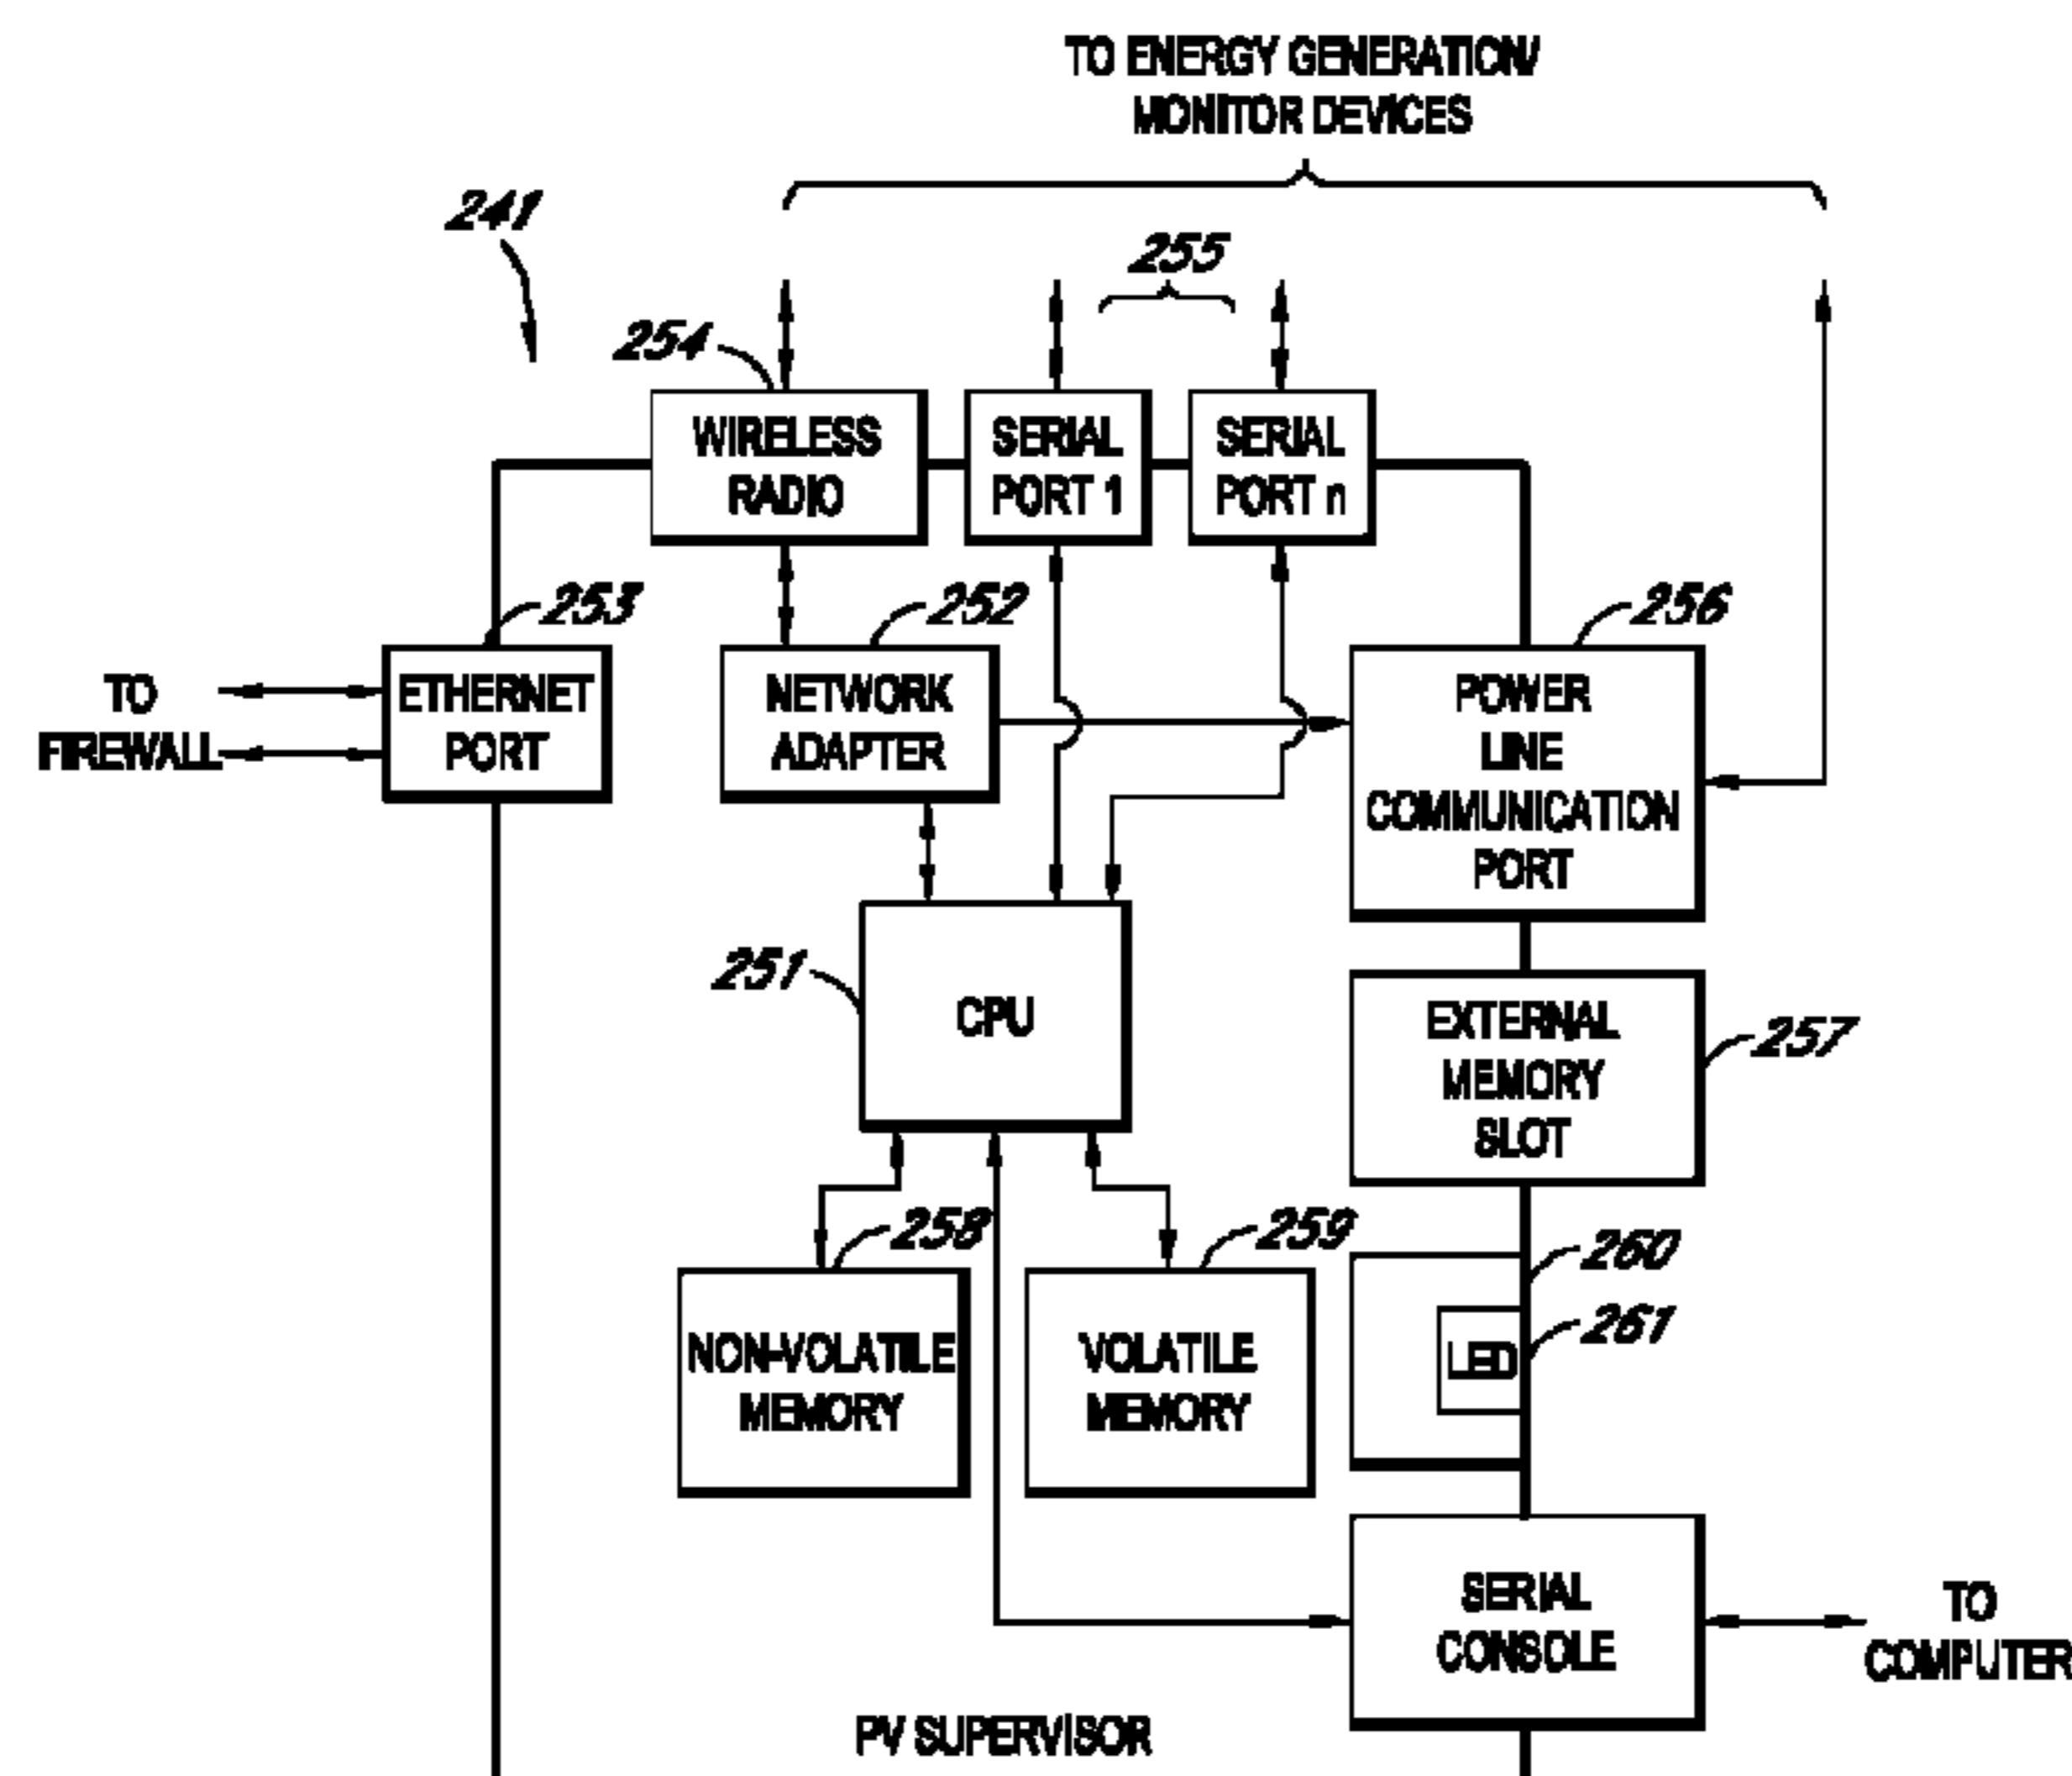 TO ENERGY GENERATION/
MONITOR DEVICES
241
255
254
WIRELESS
RADIO
SERIAL
PORT 1
SERIAL
PORT n
253
252
256
TO
FIREWALL
ETHERNET
PORT
NETWORK
ADAPTER
POWER
LINE
COMMUNICATION
PORT
251
CPU
EXTERNAL
MEMORY
SLOT
257
258
259
260
261
NON-VOLATILE
MEMORY
VOLATILE
MEMORY
LED
SERIAL
CONSOLE
TO
COMPUTER
PV SUPERVISOR